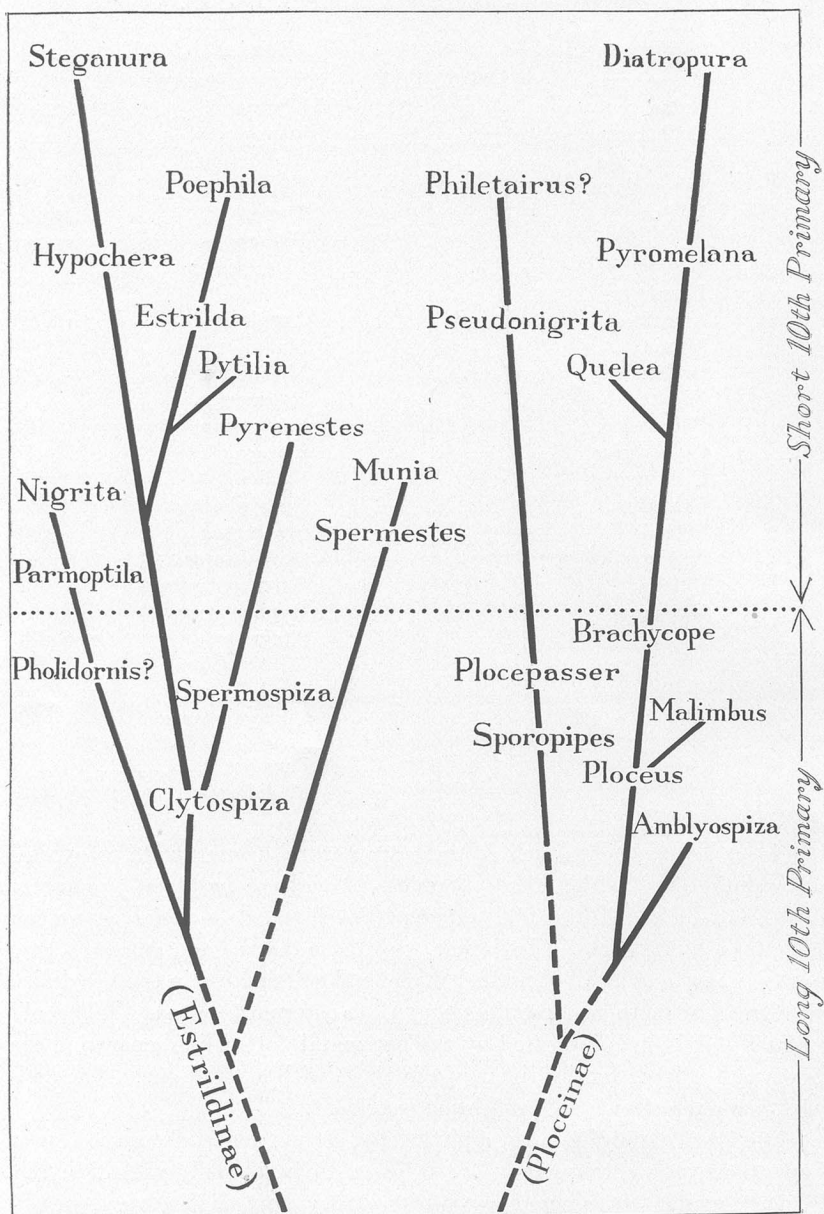 Steganura
Diatropura
Poephila
Philetairus?
Hypochera
Pyromelana
Estrilda
Pseudonigrita
Pytilia
Quelea
Pyrenestes
Munia
Nigrita
Spermestes
Parmoptila
Short 10th Primary
Brachycope
Pholidornis?
Plocepasser
Spermospiza
Malimbus
Sporopipes
Ploceus
Clytospiza
Amblyospiza
Long 10th Primary
(Estrildinae)
(Ploceinae)